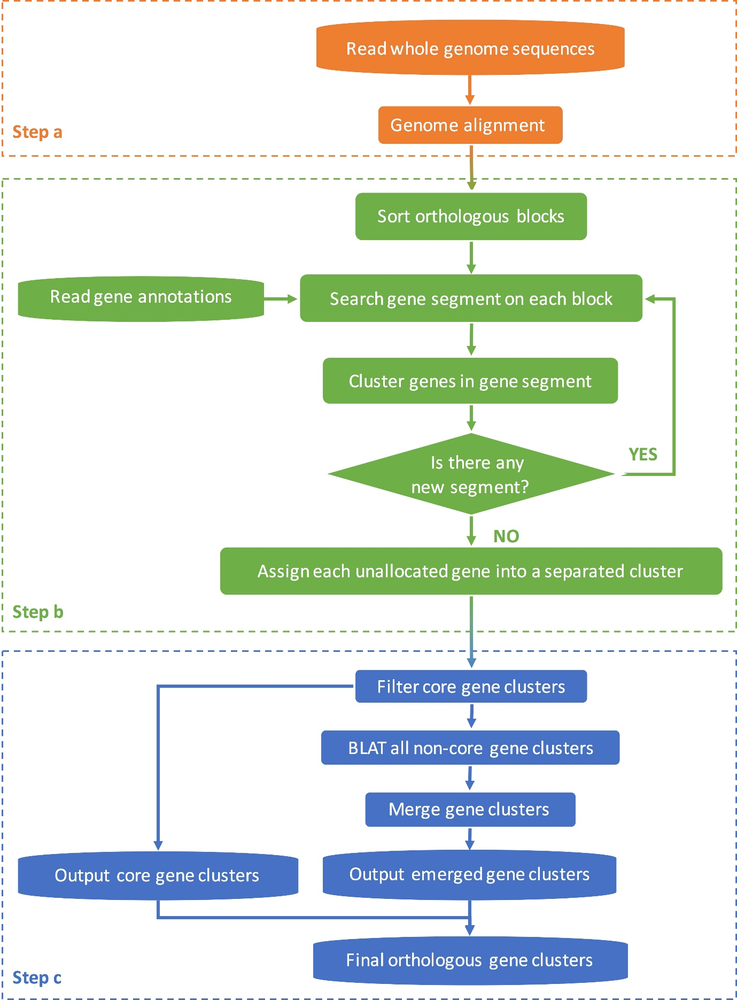 Read whole genome sequences
Genome alignment
Step a
Sort orthologous blocks
Read gene annotations
Search gene segment on each block
Cluster genes in gene segment
Is there any
new segment?
YES
NO
Assign each unallocated gene into a separated cluster
Step b
Filter core gene clusters
BLAT all non-core gene clusters
Merge gene clusters
Output core gene clusters
Output emerged gene clusters
Final orthologous gene clusters
Step c